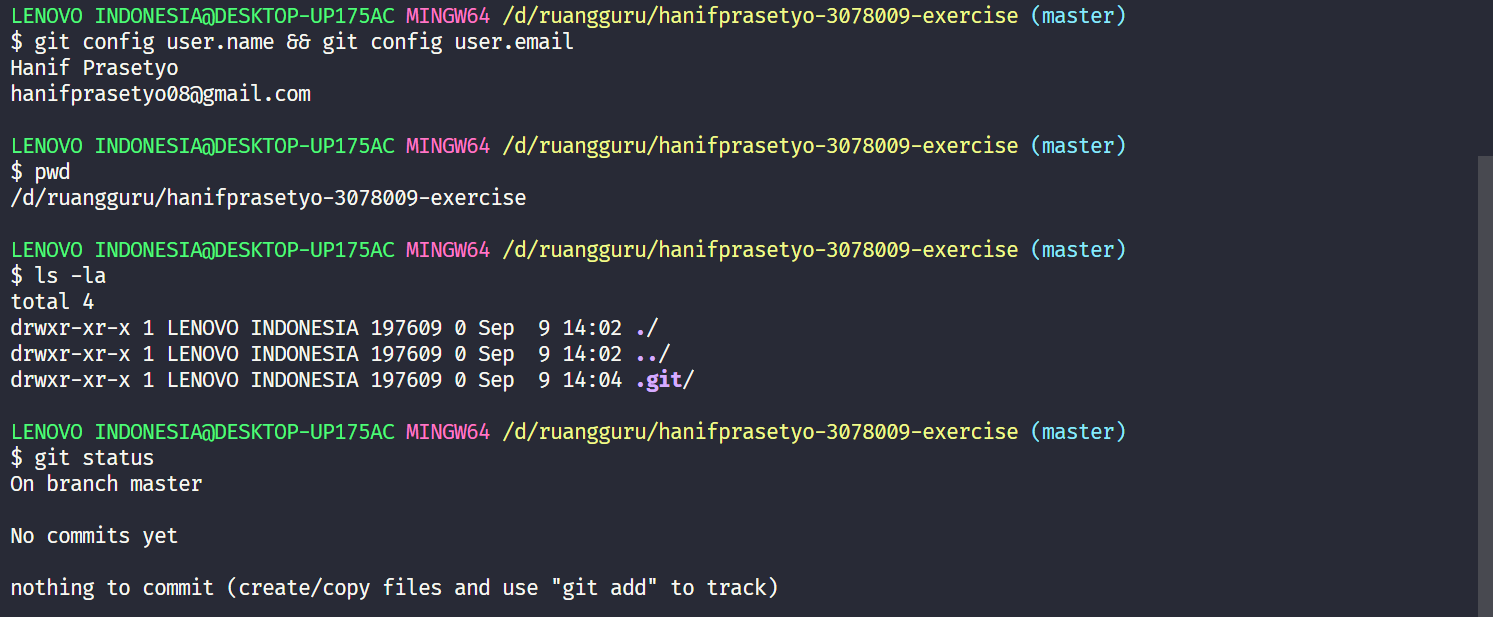 LENOVO INDONESIA@DESKTOP-UP175AC MINGW64 /d/ruangguru/hanifprasetyo-3078009-exercise (master)
$ git config user.name && git config user.email
Hanif Prasetyo
hanifprasetyo08@gmail.com
LENOVO INDONESIA@DESKTOP-UP175AC MINGW64 /d/ruangguru/hanifprasetyo-3078009-exercise (master)
$ pwd
/d/ruangguru/hanifprasetyo-3078009-exercise
LENOVO INDONESIA@DESKTOP-UP175AC MINGW64 /d/ruangguru/hanifprasetyo-3078009-exercise (master)
$ ls -la
total 4
drwxr-xr-x 1 LENOVO INDONESIA 197609 0 Sep  9 14:02 ./
drwxr-xr-x 1 LENOVO INDONESIA 197609 0 Sep  9 14:02 ../
drwxr-xr-x 1 LENOVO INDONESIA 197609 0 Sep  9 14:04 .git/
LENOVO INDONESIA@DESKTOP-UP175AC MINGW64 /d/ruangguru/hanifprasetyo-3078009-exercise (master)
$ git status
On branch master
No commits yet
nothing to commit (create/copy files and use "git add" to track)